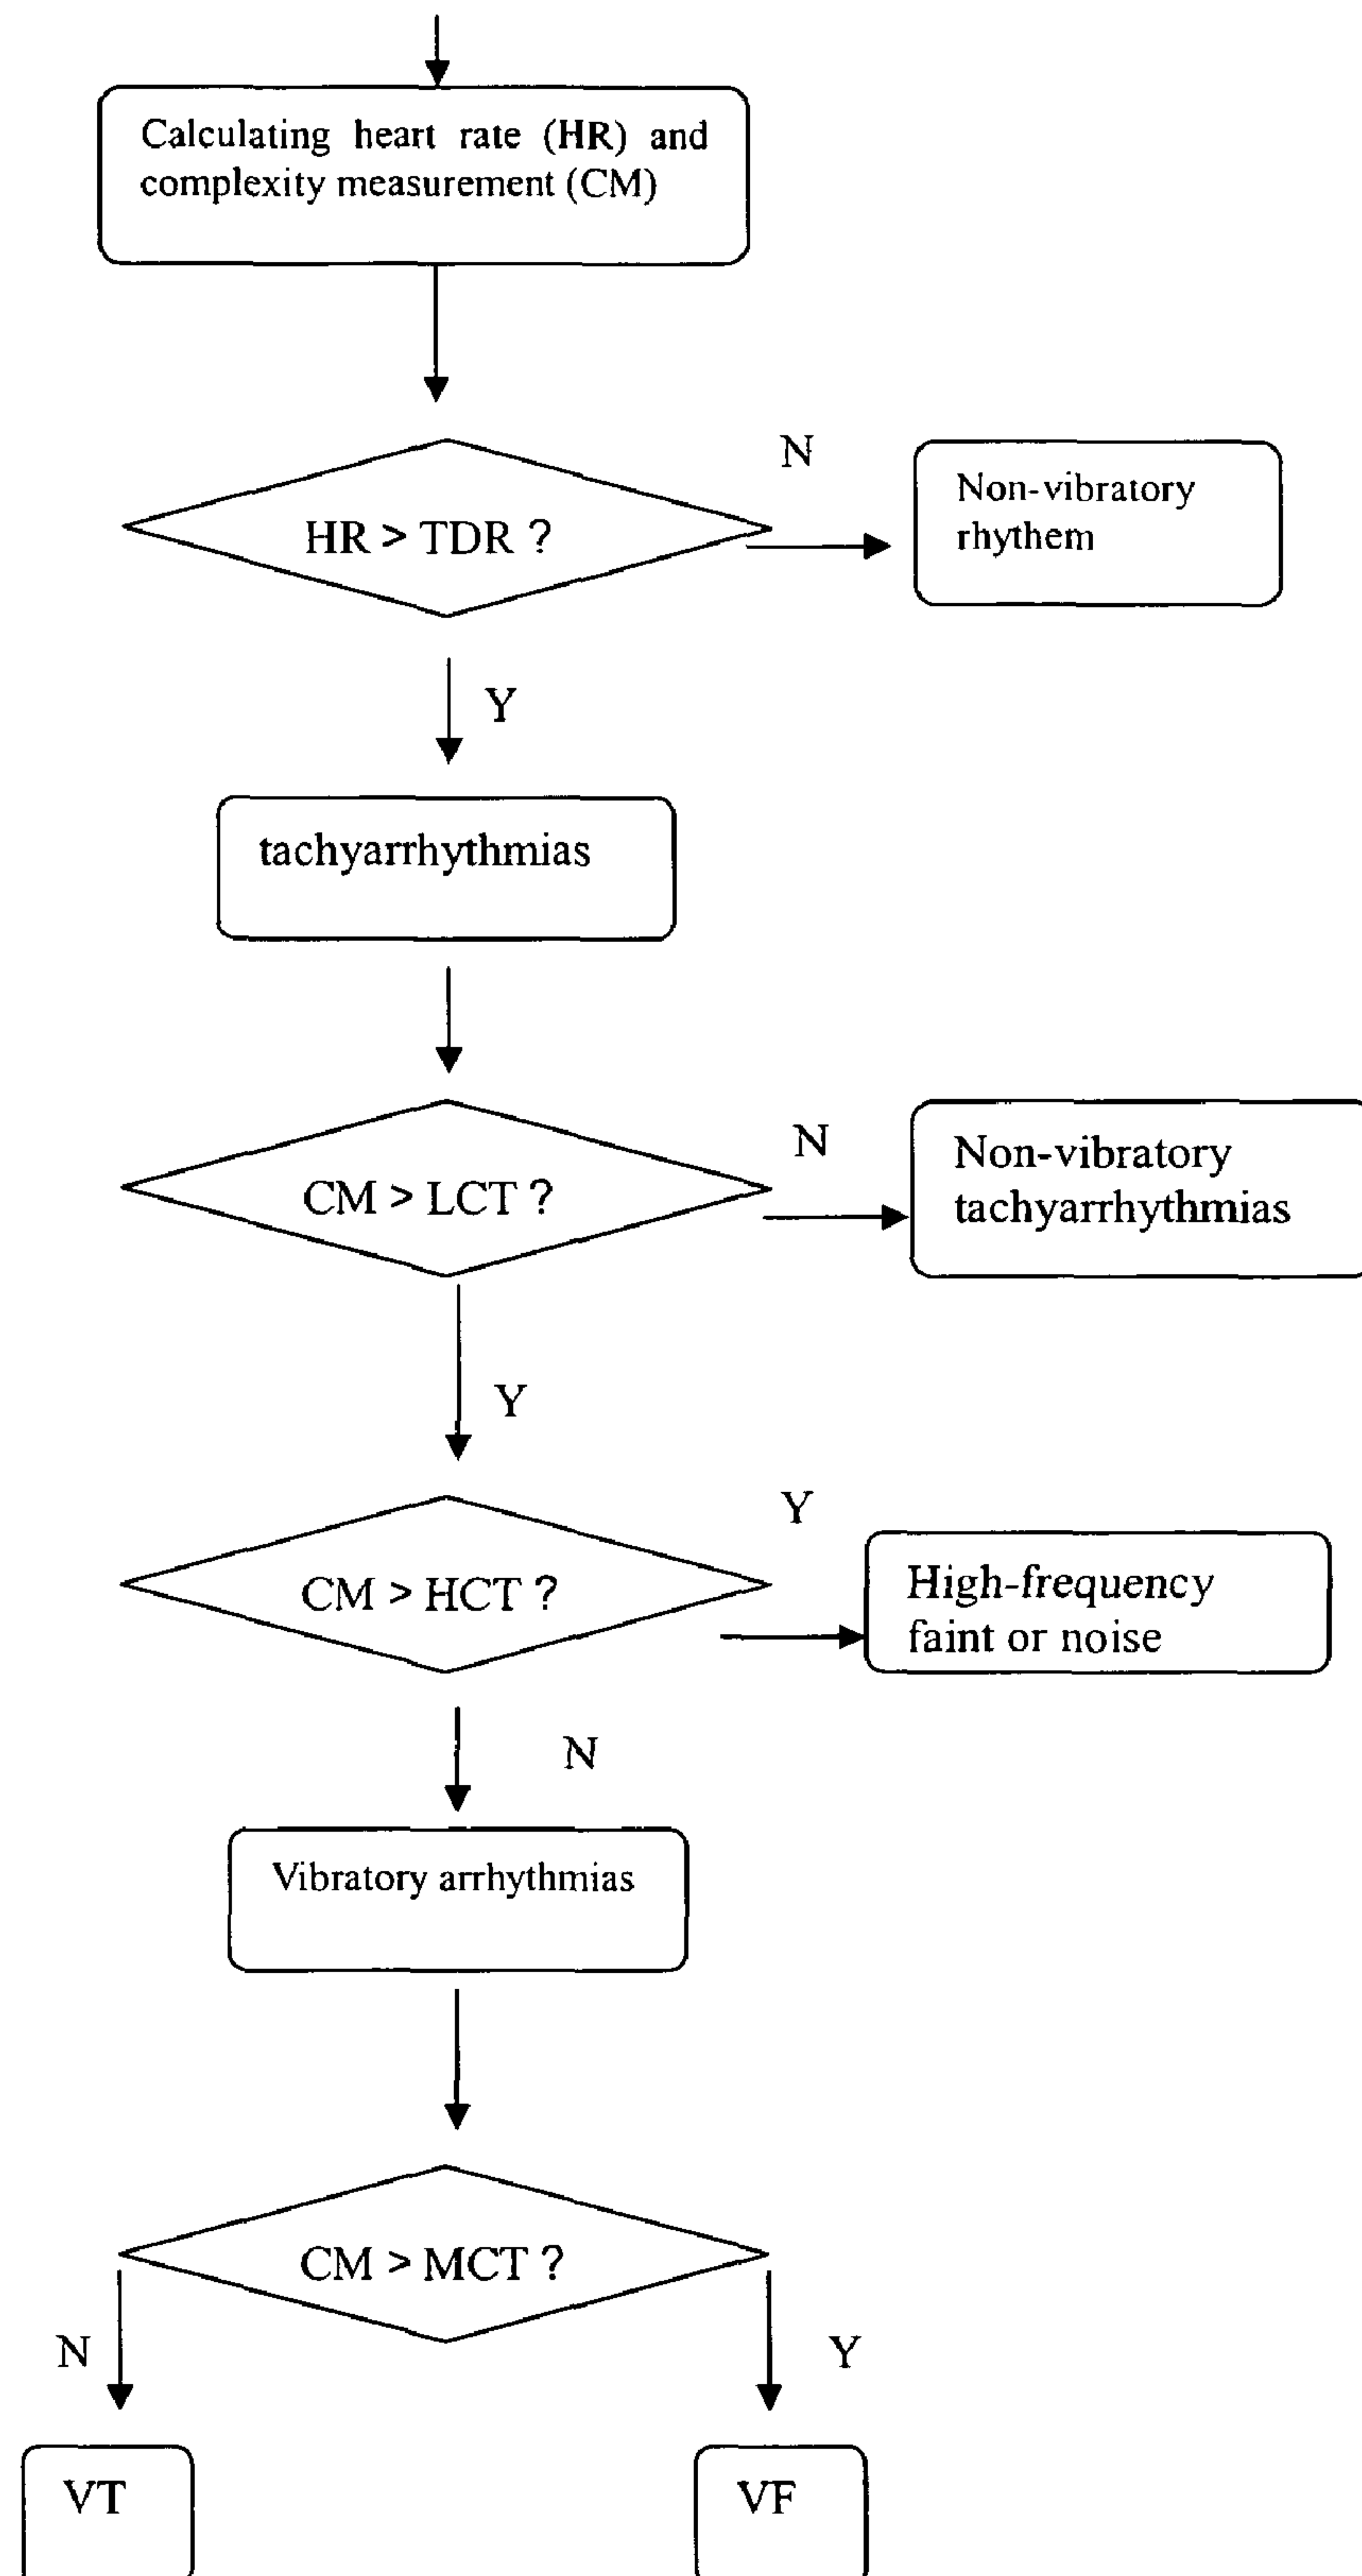 Calculating heart rate (HR) and
complexity measurement (CM)
HR > TDR ?
N
Non-vibratory
rhythem
Y
tachyarrhythmias
CM > LCT ?
N
Non-vibratory
tachyarrhythmias
Y
CM > HCT ?
Y
High-frequency
faint or noise
N
Vibratory arrhythmias
CM > MCT ?
N
Y
VT
VF